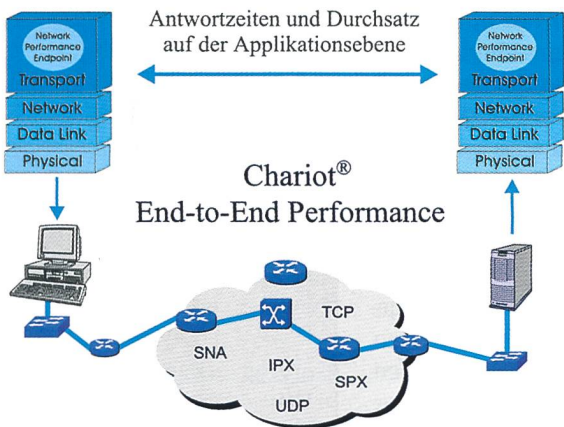 Antwortzeiten und Durchsatz
auf der Applikationsebene
Network
Performance
Endpoint
Transport
Network
Data Link
Physical
Network
Performance
Endpoint
Transport
Network
Data Link
Physical
Chariot®
End-to-End Performance
TCP
SNA
IPX
SPX
UDP